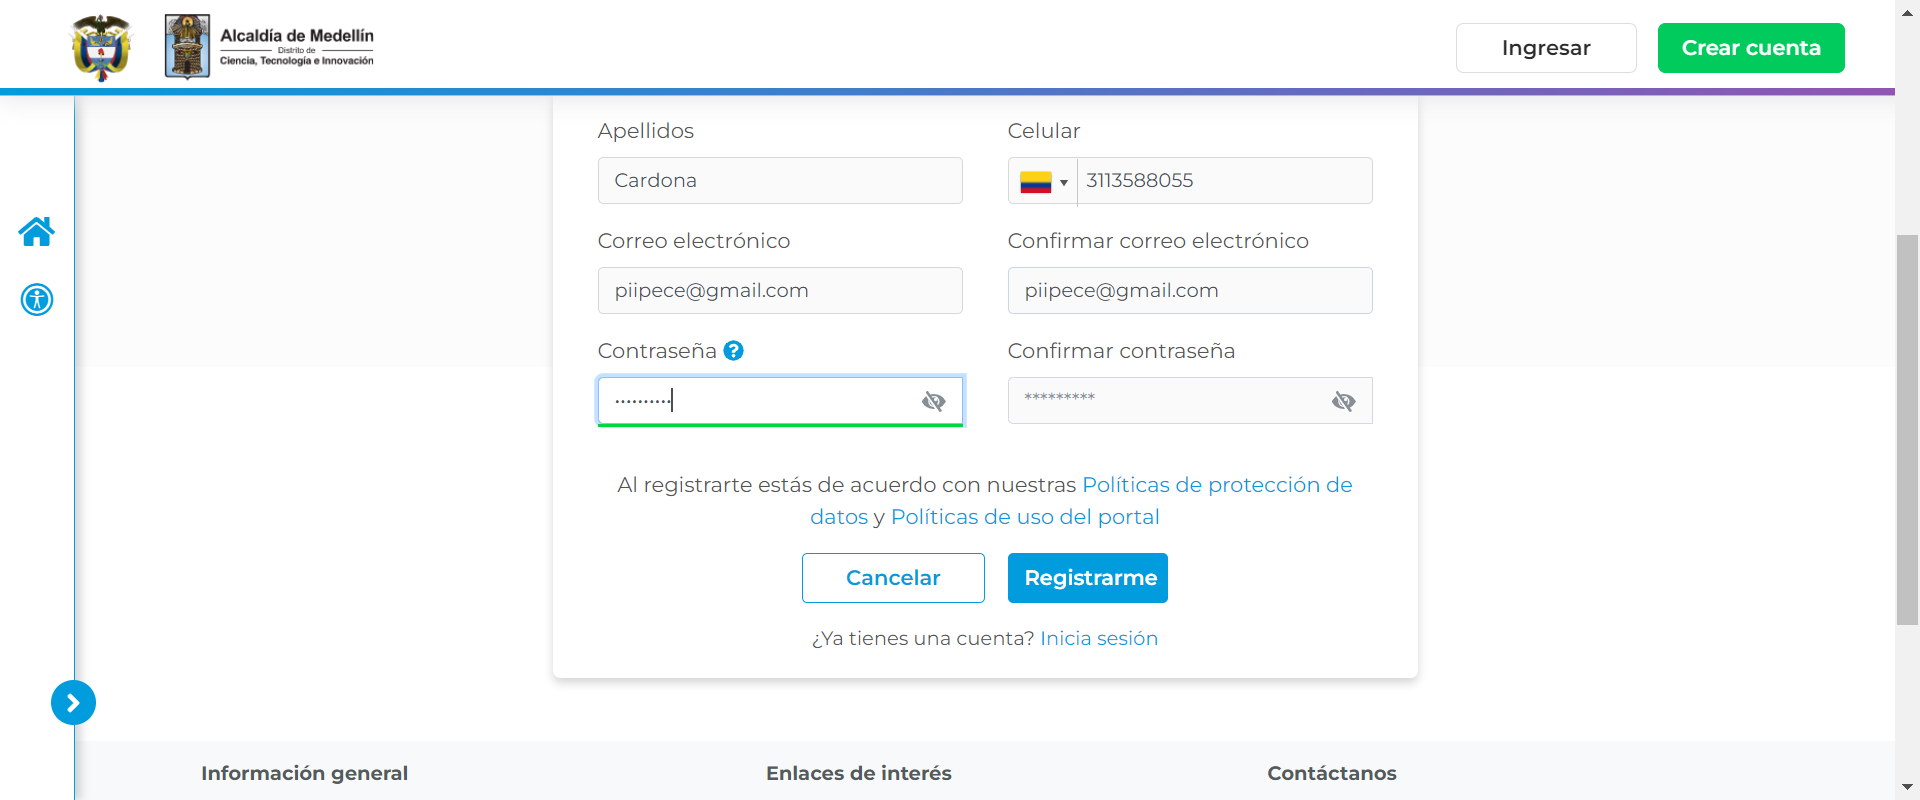 Alcaldía de Medellín
Distrito de
Ciencia, Tecnología e Innovación
Ingresar
Crear cuenta
Apellidos
Celular
Cardona
3113588055
Correo electrónico
Confirmar correo electrónico
piipece@gmail.com
piipece@gmail.com
Contraseña ?
Confirmar contraseña
••••••••••
*********
Al registrarte estás de acuerdo con nuestras Políticas de protección de
datos y Políticas de uso del portal
Cancelar
Registrarme
¿Ya tienes una cuenta? Inicia sesión
Información general
Enlaces de interés
Contáctanos